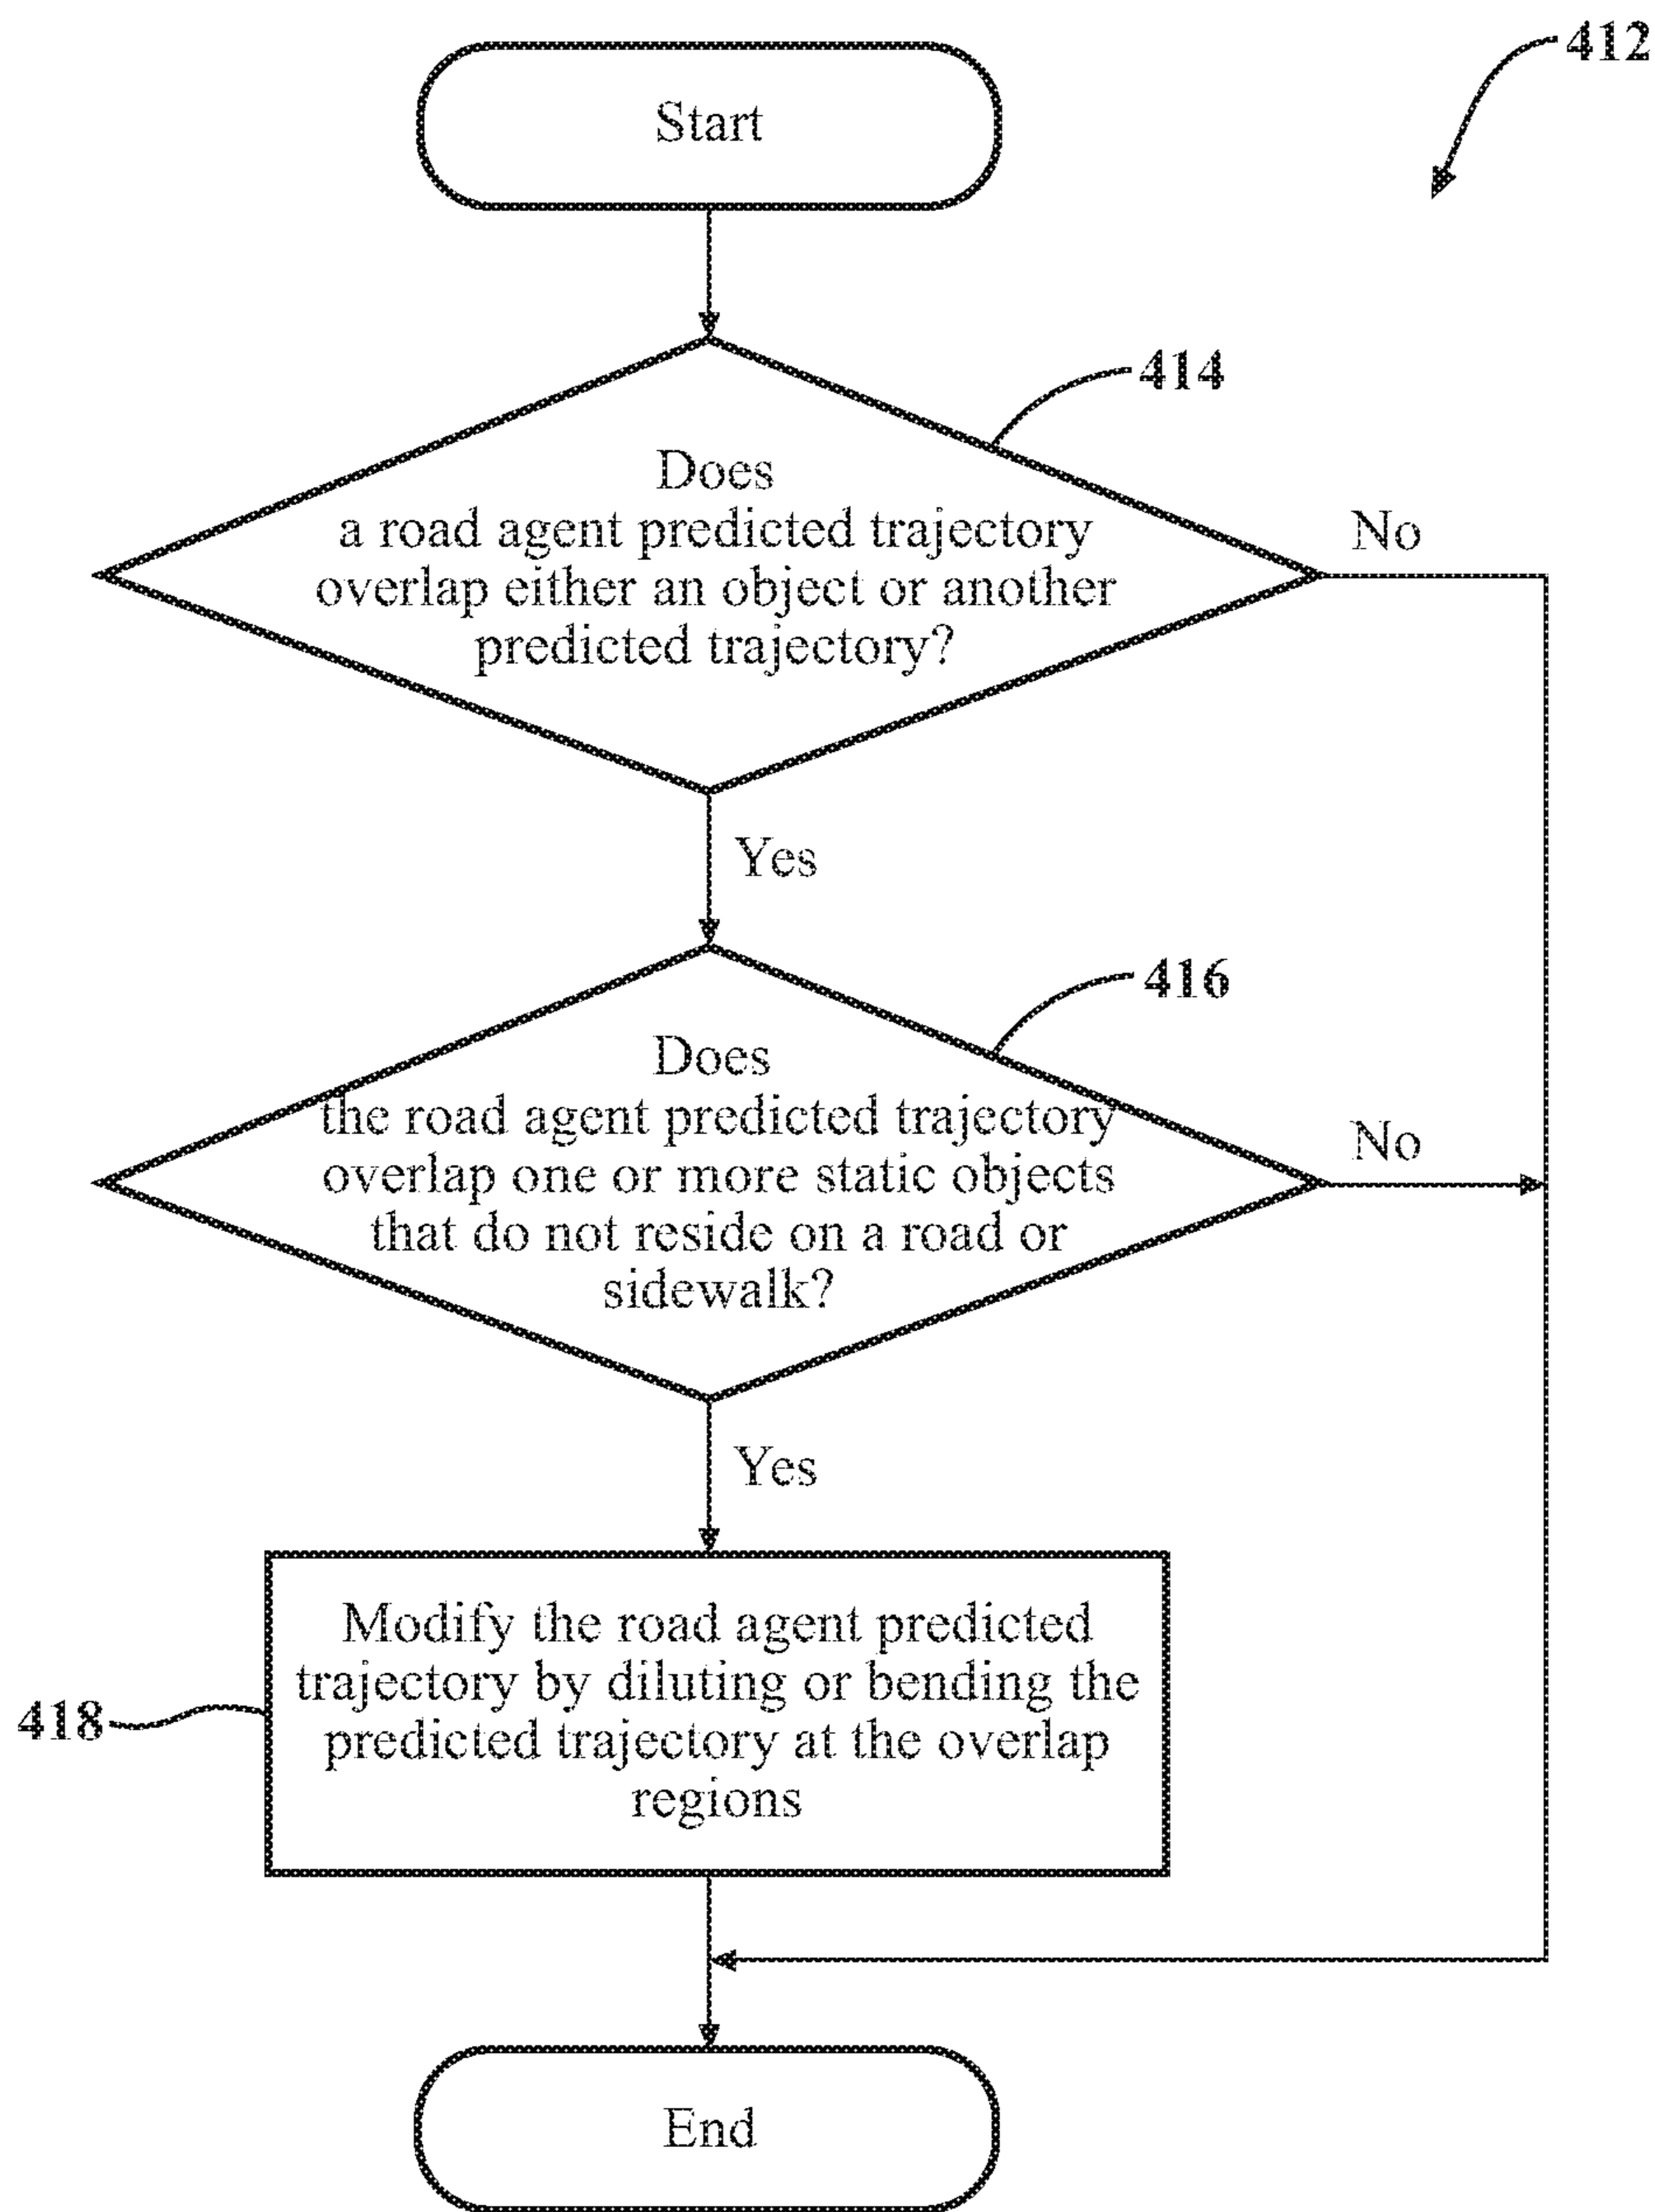 412
Start
414
Does
a road agent predicted trajectory
overlap either an object or another
predicted trajectory?
No
Yes
416
Does
the road agent predicted trajectory
overlap one or more static objects
that do not reside on a road or
sidewalk?
No
Yes
418
Modify the road agent predicted
trajectory by diluting or bending the
predicted trajectory at the overlap
regions
End